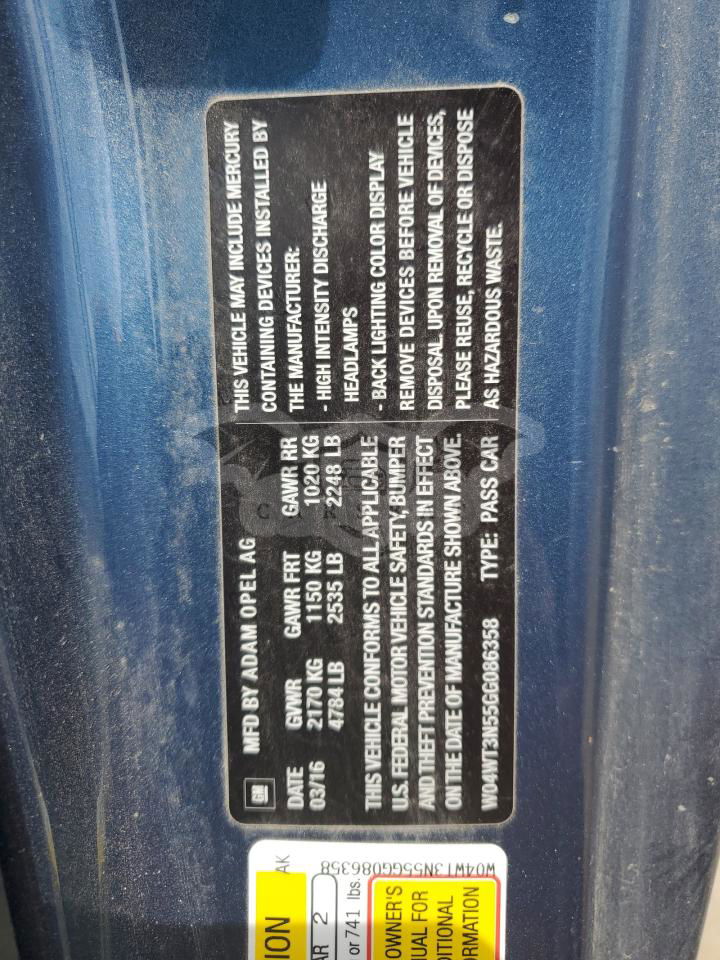 GM MFD BY ADAM OPEL AG
DATE GVWR GAWR FRT GAWR RR
03/16 2170 KG 1150 KG 1020 KG
4784 LB 2535 LB 2248 LB
THIS VEHICLE CONFORMS TO ALL APPLICABLE
U.S. FEDERAL MOTOR VEHICLE SAFETY, BUMPER
AND THEFT PREVENTION STANDARDS IN EFFECT
ON THE DATE OF MANUFACTURE SHOWN ABOVE.
W04WT3N55GG086358 TYPE: PASS CAR
THIS VEHICLE MAY INCLUDE MERCURY
CONTAINING DEVICES INSTALLED BY
THE MANUFACTURER:
- HIGH INTENSITY DISCHARGE
HEADLAMPS
- BACK LIGHTING COLOR DISPLAY
REMOVE DEVICES BEFORE VEHICLE
DISPOSAL. UPON REMOVAL OF DEVICES,
PLEASE REUSE, RECYCLE OR DISPOSE
AS HAZARDOUS WASTE.
W04WT3N55GG086358
AK
ION
AR 2
or 741 lbs.
OWNER'S
UAL FOR
ITIONAL
ORMATION